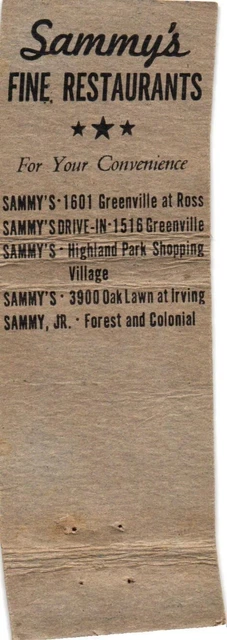 Sammy's
FINE RESTAURANTS
For Your Convenience
SAMMY'S · 1601 Greenville at Ross
SAMMY'S DRIVE-IN · 1516 Greenville
SAMMY'S · Highland Park Shopping
Village
SAMMY'S · 3900 Oak Lawn at Irving
SAMMY, JR. · Forest and Colonial